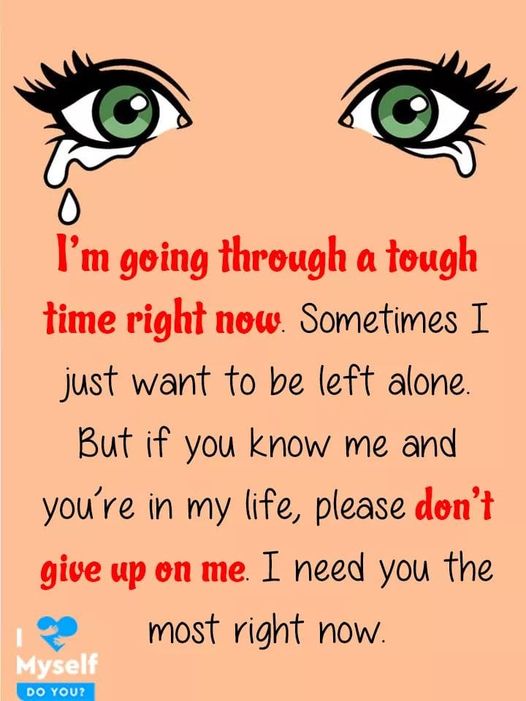 I'm going through a tough
time right now. Sometimes I
just want to be left alone.
But if you know me and
you're in my life, please don't
give up on me. I need you the
most right now.
I
Myself
DO YOU?